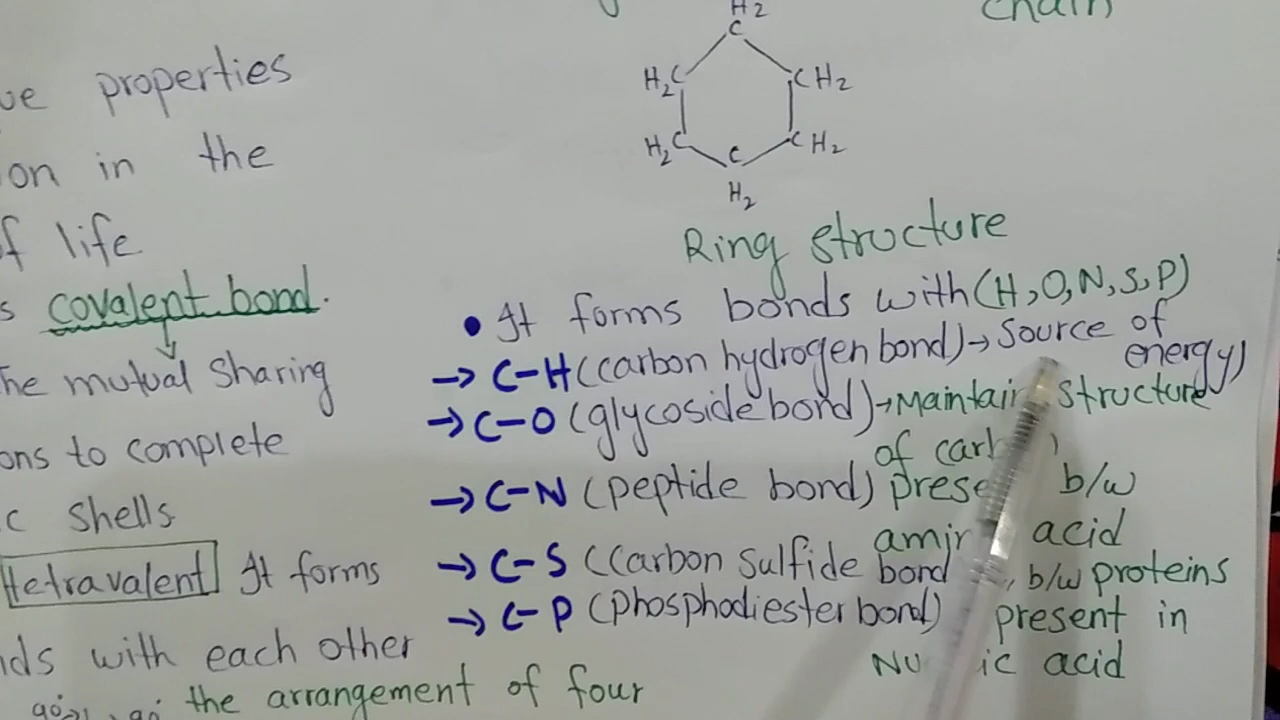 chain
H2
C
H2C CH2
H2C CH2
C
H2
Ring structure
properties
on in the
of life
covalent bond.
The mutual sharing
ons to complete
c shells
Tetravalent It forms
nds with each other
the arrangement of four
• It forms bonds with (H, O, N, S, P)
→ C-H (carbon hydrogen bond) → Source of
energy)
→ C-O (glycoside bond) → Maintain structure
of carb
→ C-N (peptide bond) prese b/w
amin acid
→ C-S (Carbon sulfide bond , b/w proteins
→ C-P (phosphodiester bond) present in
Nu ic acid